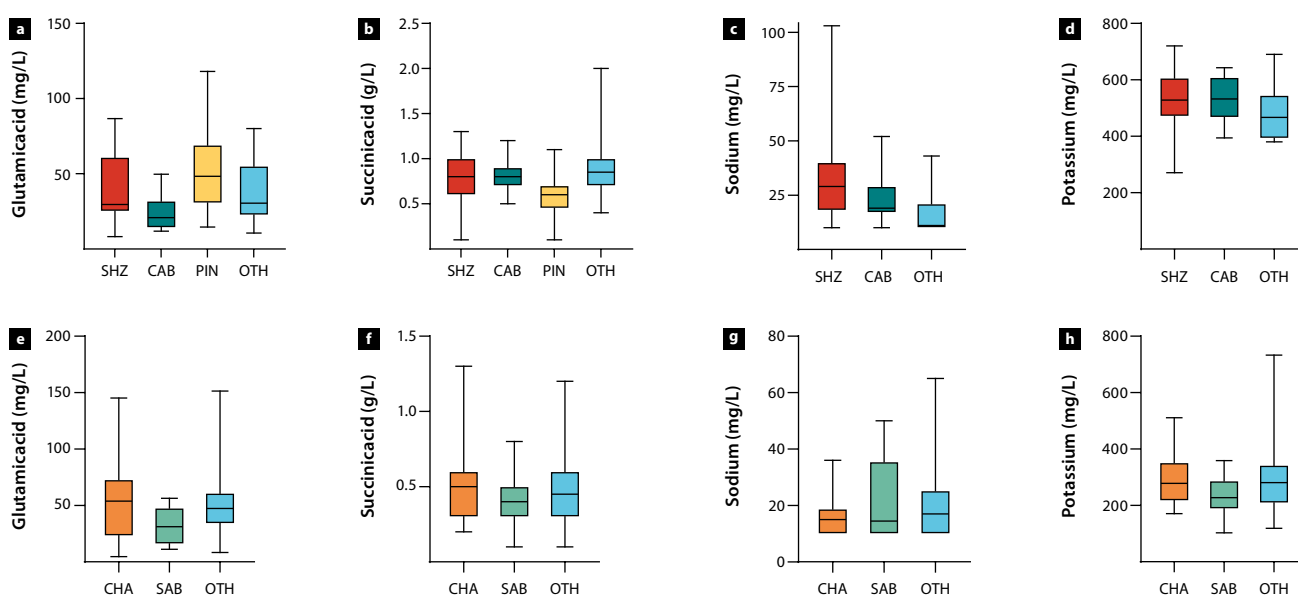 a
Glutamicacid (mg/L)
150
100
50
SHZ CAB PIN OTH
b
Succinicacid (g/L)
2.5
2.0
1.5
1.0
0.5
SHZ CAB PIN OTH
c
Sodium (mg/L)
100
75
50
25
SHZ CAB OTH
d
Potassium (mg/L)
800
600
400
200
SHZ CAB OTH
e
Glutamicacid (mg/L)
200
150
100
50
CHA SAB OTH
f
Succinicacid (g/L)
1.5
1.0
0.5
CHA SAB OTH
g
Sodium (mg/L)
80
60
40
20
0
CHA SAB OTH
h
Potassium (mg/L)
800
600
400
200
CHA SAB OTH